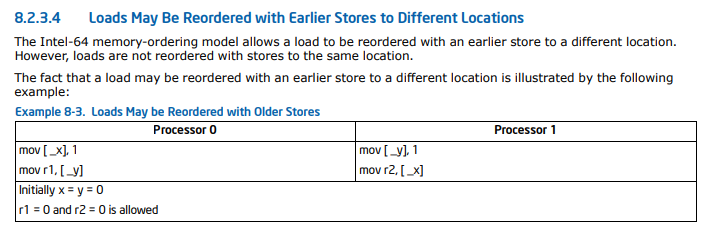 8.2.3.4 Loads May Be Reordered with Earlier Stores to Different Locations
The Intel-64 memory-ordering model allows a load to be reordered with an earlier store to a different location.
However, loads are not reordered with stores to the same location.
The fact that a load may be reordered with an earlier store to a different location is illustrated by the following
example:
Example 8-3. Loads May be Reordered with Older Stores
Processor 0 Processor 1
mov [ _x], 1 mov [ _y], 1
mov r1, [ _y] mov r2, [ _x]
Initially x = y = 0
r1 = 0 and r2 = 0 is allowed